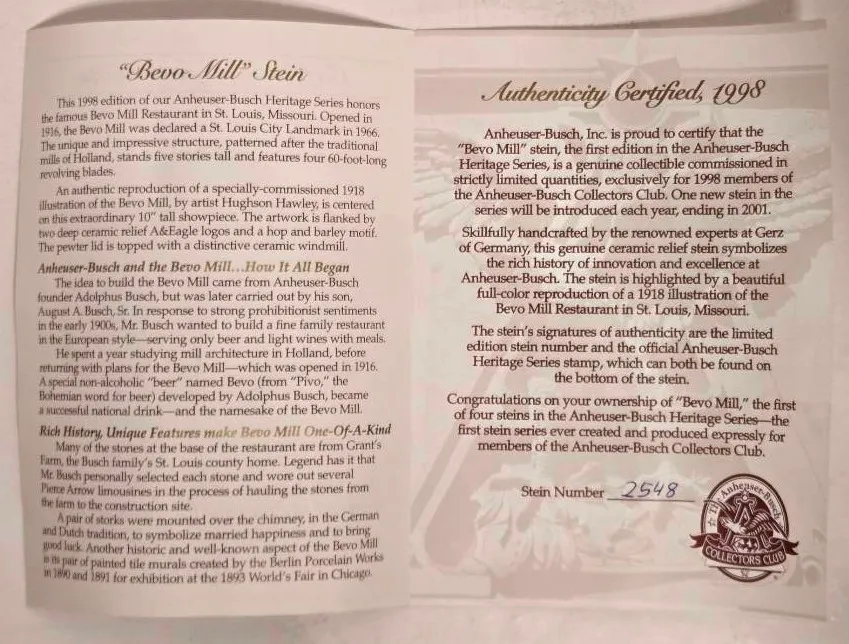 “Bevo Mill” Stein
This 1998 edition of our Anheuser-Busch Heritage Series honors
the famous Bevo Mill Restaurant in St. Louis, Missouri. Opened in
1916, the Bevo Mill was declared a St. Louis City Landmark in 1966.
The unique and impressive structure, patterned after the traditional
mills of Holland, stands five stories tall and features four 60-foot-long
revolving blades.
An authentic reproduction of a specially-commissioned 1918
illustration of the Bevo Mill, by artist Hughson Hawley, is centered
on this extraordinary 10" tall showpiece. The artwork is flanked by
two deep ceramic relief A&Eagle logos and a hop and barley motif.
The pewter lid is topped with a distinctive ceramic windmill.
Anheuser-Busch and the Bevo Mill...How It All Began
The idea to build the Bevo Mill came from Anheuser-Busch
founder Adolphus Busch, but was later carried out by his son,
August A. Busch, Sr. In response to strong prohibitionist sentiments
in the early 1900s, Mr. Busch wanted to build a fine family restaurant
in the European style—serving only beer and light wines with meals.
He spent a year studying mill architecture in Holland, before
returning with plans for the Bevo Mill—which was opened in 1916.
A special non-alcoholic "beer" named Bevo (from "Pivo," the
Bohemian word for beer) developed by Adolphus Busch, became
a successful national drink—and the namesake of the Bevo Mill.
Rich History, Unique Features make Bevo Mill One-Of-A-Kind
Many of the stones at the base of the restaurant are from Grant's
Farm, the Busch family's St. Louis county home. Legend has it that
Mr. Busch personally selected each stone and wore out several
Pierce Arrow limousines in the process of hauling the stones from
the farm to the construction site.
A pair of storks were mounted over the chimney, in the German
and Dutch tradition, to symbolize married happiness and to bring
good luck. Another historic and well-known aspect of the Bevo Mill
is its pair of painted tile murals created by the Berlin Porcelain Works
in 1890 and 1891 for exhibition at the 1893 World's Fair in Chicago.
Authenticity Certified, 1998
Anheuser-Busch, Inc. is proud to certify that the
"Bevo Mill" stein, the first edition in the Anheuser-Busch
Heritage Series, is a genuine collectible commissioned in
strictly limited quantities, exclusively for 1998 members of
the Anheuser-Busch Collectors Club. One new stein in the
series will be introduced each year, ending in 2001.
Skillfully handcrafted by the renowned experts at Gerz
of Germany, this genuine ceramic relief stein symbolizes
the rich history of innovation and excellence at
Anheuser-Busch. The stein is highlighted by a beautiful
full-color reproduction of a 1918 illustration of the
Bevo Mill Restaurant in St. Louis, Missouri.
The stein's signatures of authenticity are the limited
edition stein number and the official Anheuser-Busch
Heritage Series stamp, which can both be found on
the bottom of the stein.
Congratulations on your ownership of "Bevo Mill," the first
of four steins in the Anheuser-Busch Heritage Series—the
first stein series ever created and produced expressly for
members of the Anheuser-Busch Collectors Club.
Stein Number 2548
The Anheuser-Busch
COLLECTORS CLUB